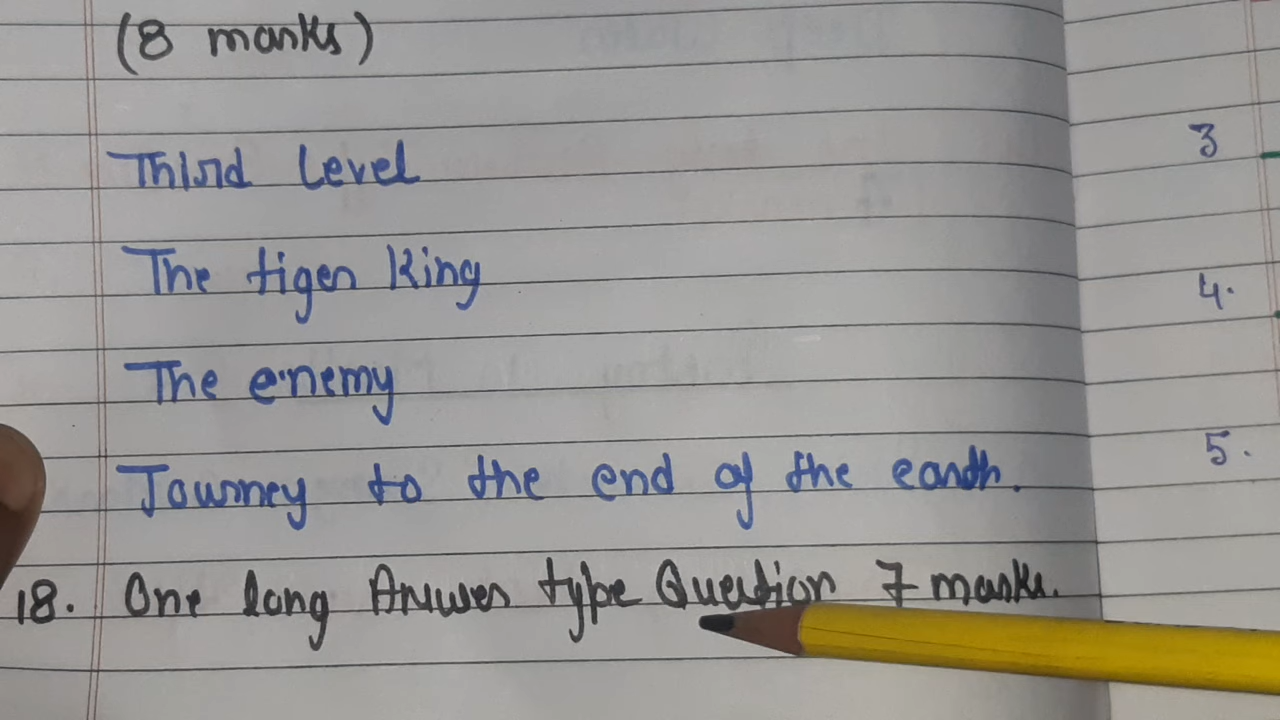 (8 marks)
Third Level
3
The tiger King
4.
The enemy
Journey to the end of the earth.
5.
18. One long Answer type Question 7 marks.